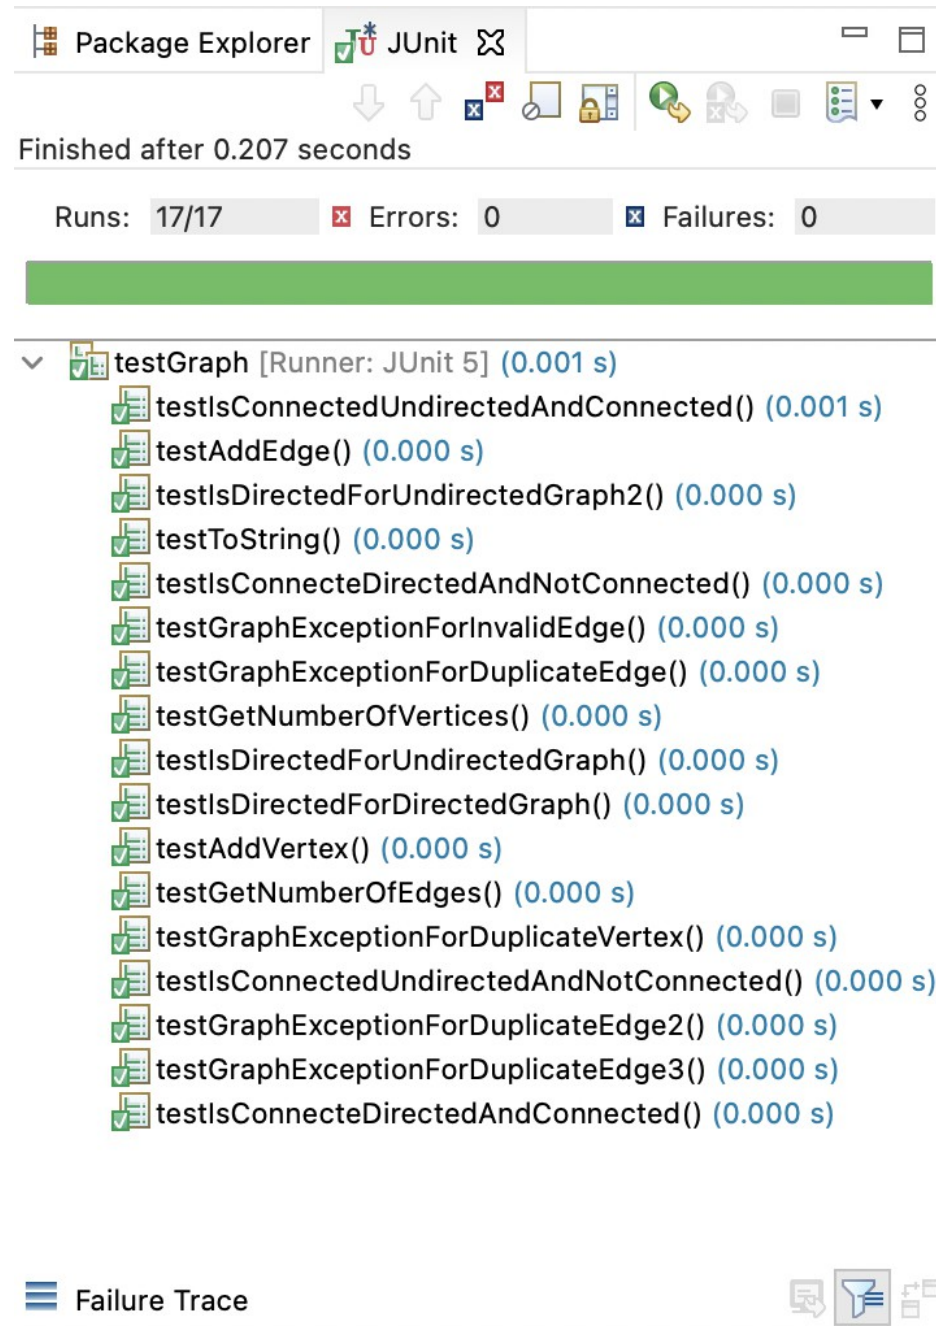 Package Explorer JUnit
Finished after 0.207 seconds
Runs: 17/17 Errors: 0 Failures: 0
testGraph [Runner: JUnit 5] (0.001 s)
testIsConnectedUndirectedAndConnected() (0.001 s)
testAddEdge() (0.000 s)
testIsDirectedForUndirectedGraph2() (0.000 s)
testToString() (0.000 s)
testIsConnecteDirectedAndNotConnected() (0.000 s)
testGraphExceptionForInvalidEdge() (0.000 s)
testGraphExceptionForDuplicateEdge() (0.000 s)
testGetNumberOfVertices() (0.000 s)
testIsDirectedForUndirectedGraph() (0.000 s)
testIsDirectedForDirectedGraph() (0.000 s)
testAddVertex() (0.000 s)
testGetNumberOfEdges() (0.000 s)
testGraphExceptionForDuplicateVertex() (0.000 s)
testIsConnectedUndirectedAndNotConnected() (0.000 s)
testGraphExceptionForDuplicateEdge2() (0.000 s)
testGraphExceptionForDuplicateEdge3() (0.000 s)
testIsConnecteDirectedAndConnected() (0.000 s)
Failure Trace